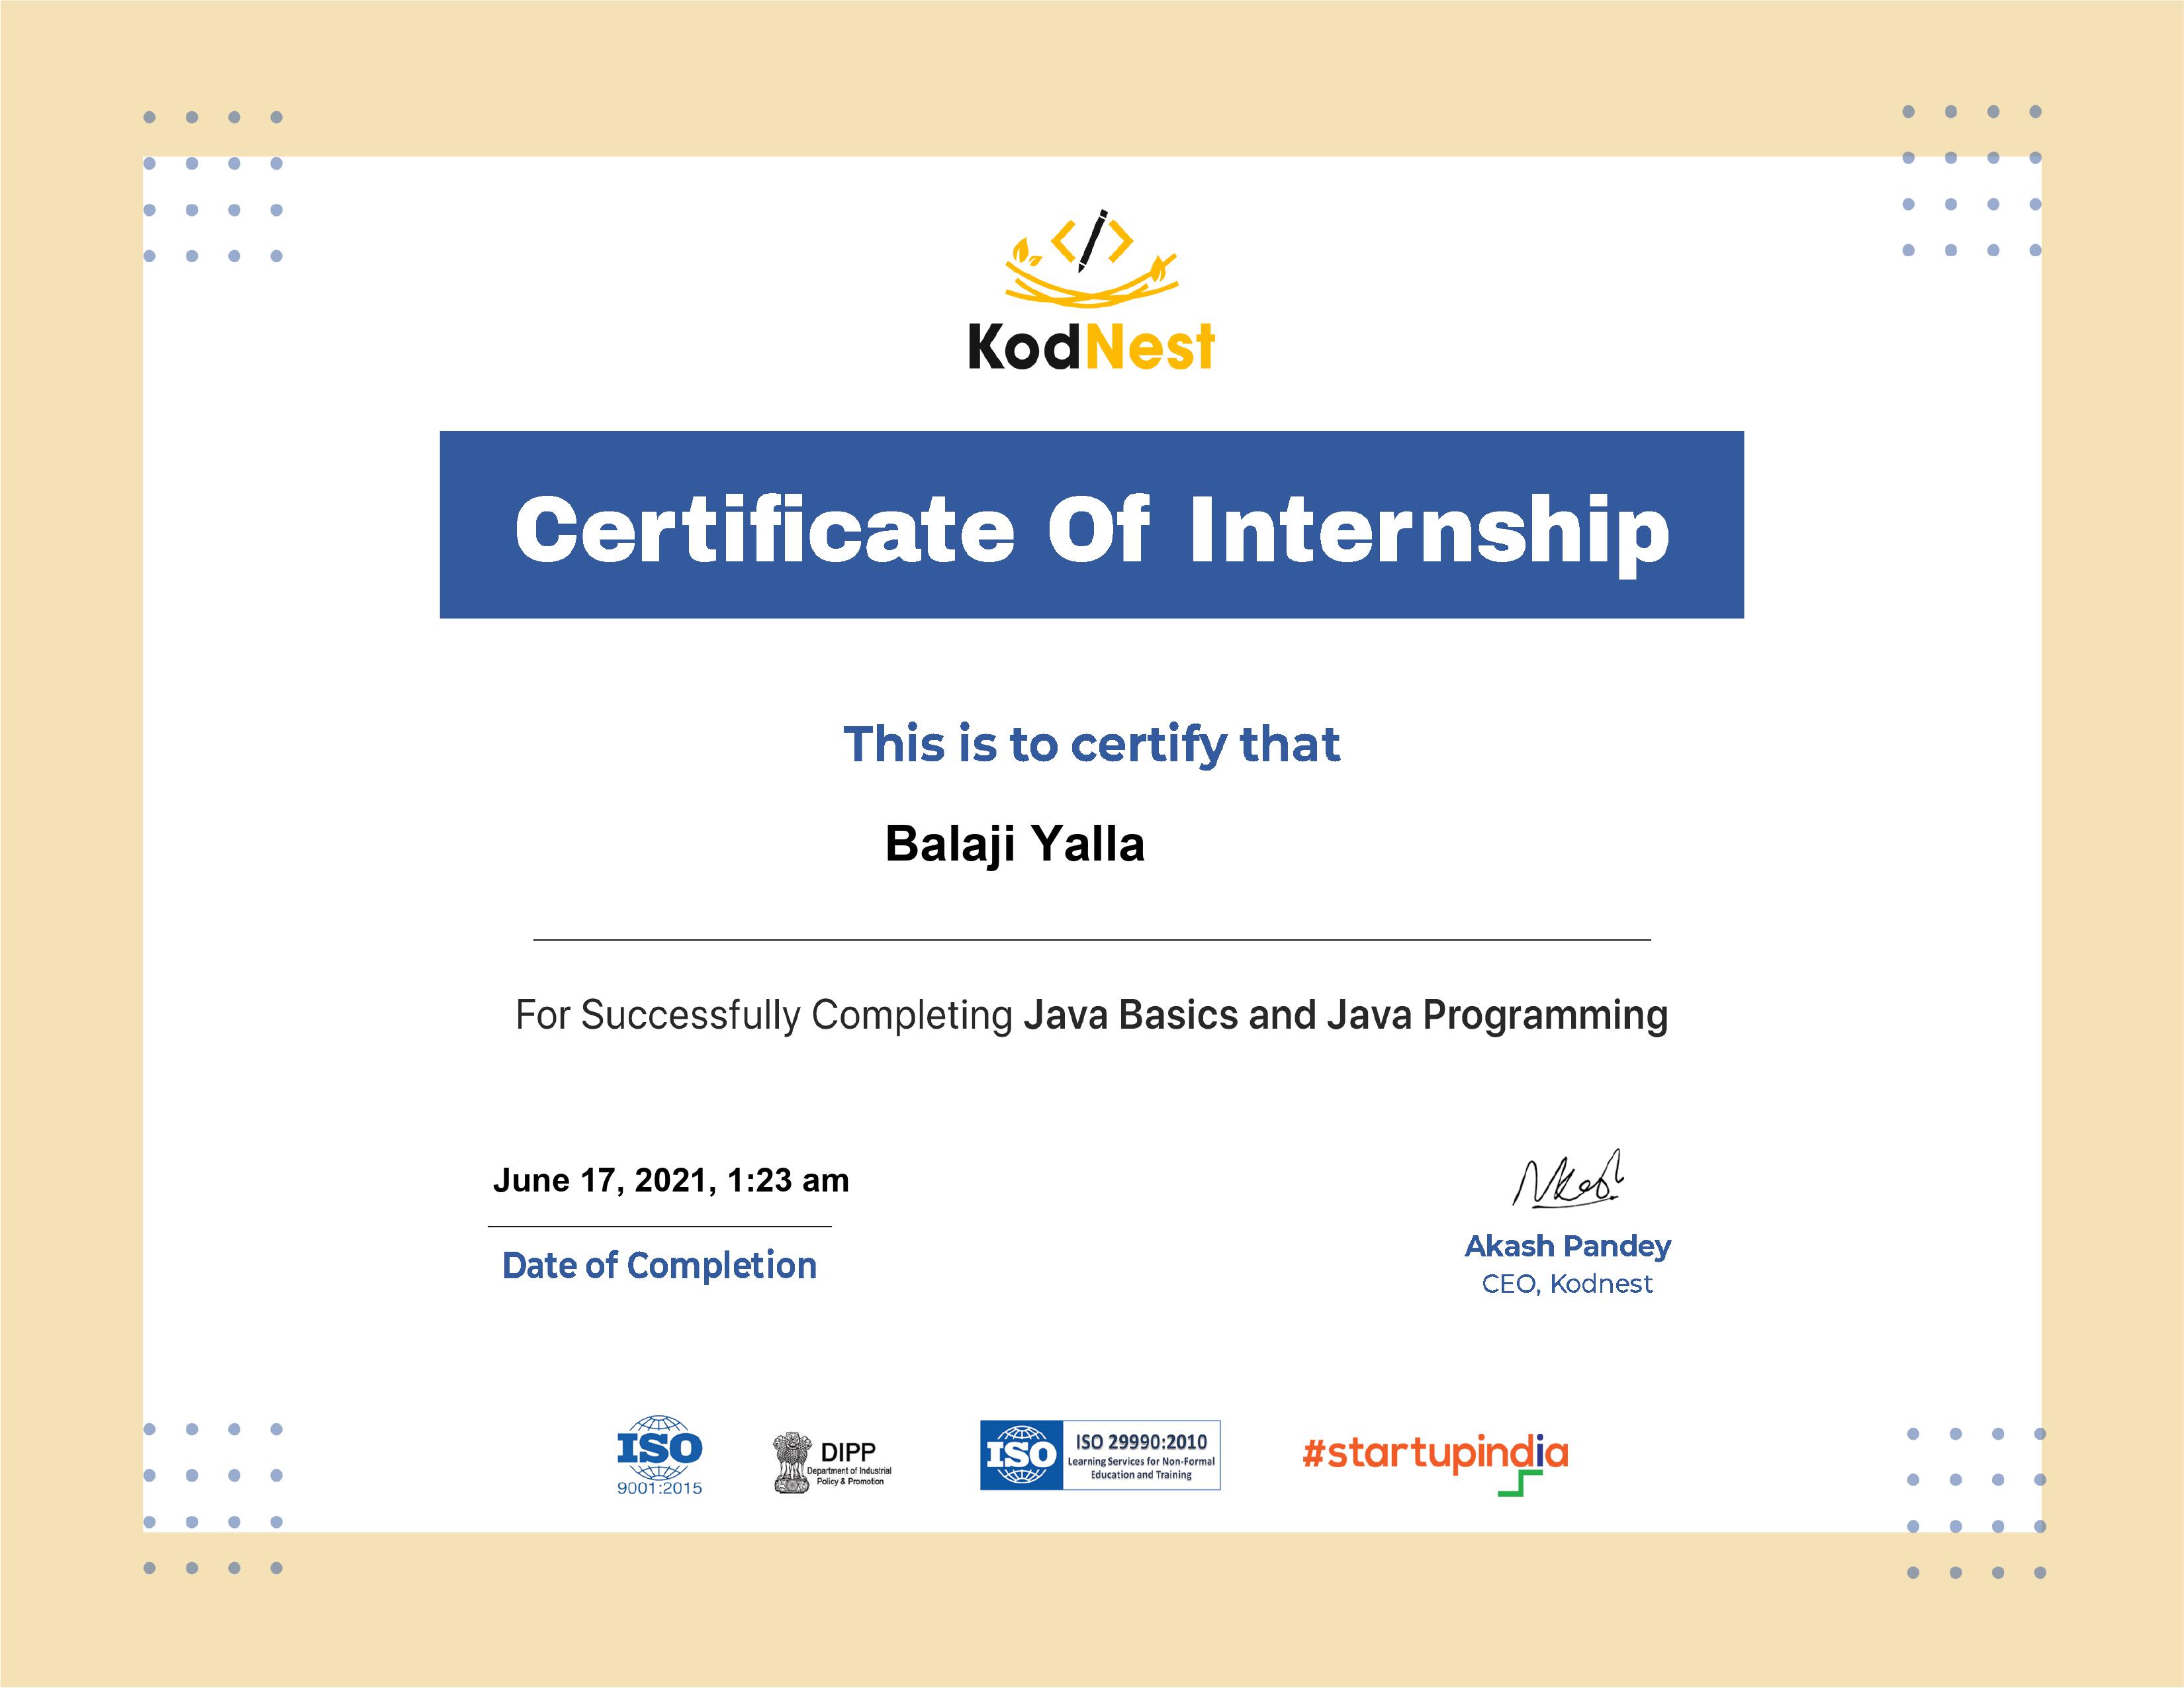 KodNest
Certificate Of Internship
This is to certify that
Balaji Yalla
For Successfully Completing Java Basics and Java Programming
June 17, 2021, 1:23 am
Date of Completion
Akash Pandey
CEO, Kodnest
ISO
9001:2015
DIPP
Department of Industrial
Policy & Promotion
ISO
ISO 29990:2010
Learning Services for Non-Formal
Education and Training
#startupindia